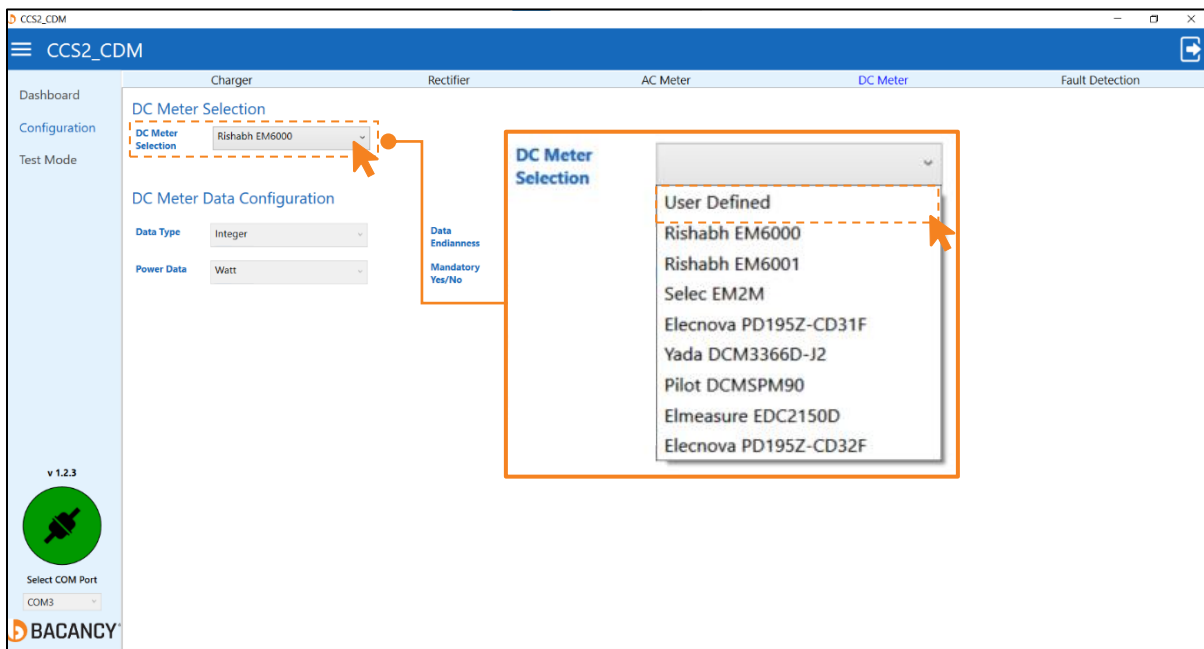 CCS2_CDM
CCS2_CDM
Charger Rectifier AC Meter DC Meter Fault Detection
Dashboard
Configuration
Test Mode
DC Meter Selection
DC Meter
Selection
Rishabh EM6000
DC Meter Data Configuration
Data Type
Integer
Data
Endianness
Power Data
Watt
Mandatory
Yes/No
DC Meter
Selection
User Defined
Rishabh EM6000
Rishabh EM6001
Selec EM2M
Elecnova PD195Z-CD31F
Yada DCM3366D-J2
Pilot DCMSPM90
Elmeasure EDC2150D
Elecnova PD195Z-CD32F
v 1.2.3
Select COM Port
COM3
BACANCY